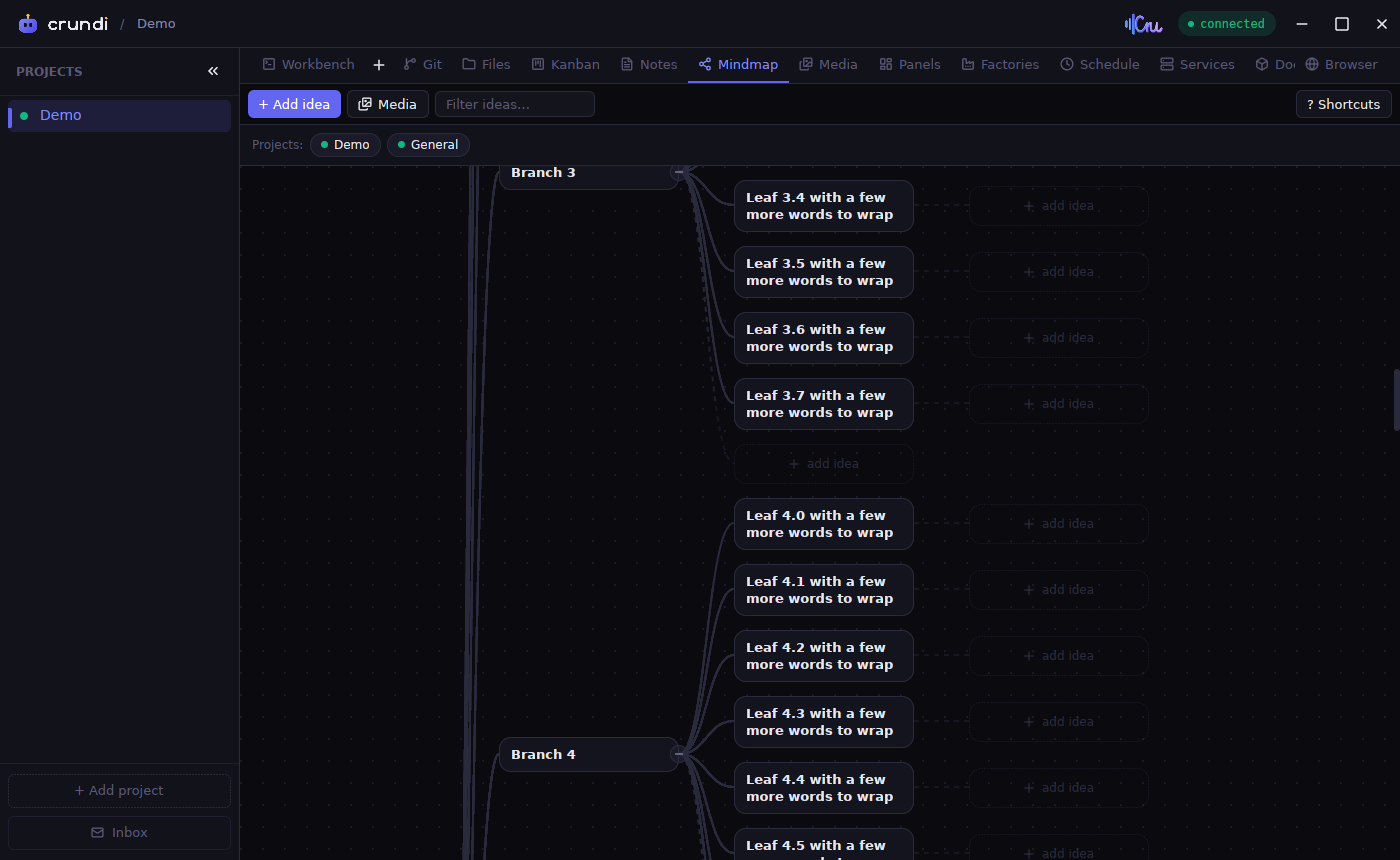 crundi / Demo
Cru
connected
PROJECTS
Workbench
Git
Files
Kanban
Notes
Mindmap
Media
Panels
Factories
Schedule
Services
Browser
Demo
+ Add idea
Media
Filter ideas...
? Shortcuts
Projects:
Demo
General
Branch 3
Leaf 3.4 with a few
more words to wrap
+ add idea
Leaf 3.5 with a few
more words to wrap
+ add idea
Leaf 3.6 with a few
more words to wrap
+ add idea
Leaf 3.7 with a few
more words to wrap
+ add idea
+ add idea
Leaf 4.0 with a few
more words to wrap
+ add idea
Leaf 4.1 with a few
more words to wrap
+ add idea
Leaf 4.2 with a few
more words to wrap
+ add idea
Leaf 4.3 with a few
more words to wrap
+ add idea
Branch 4
Leaf 4.4 with a few
more words to wrap
+ add idea
Leaf 4.5 with a few
+ add idea
+ Add project
Inbox